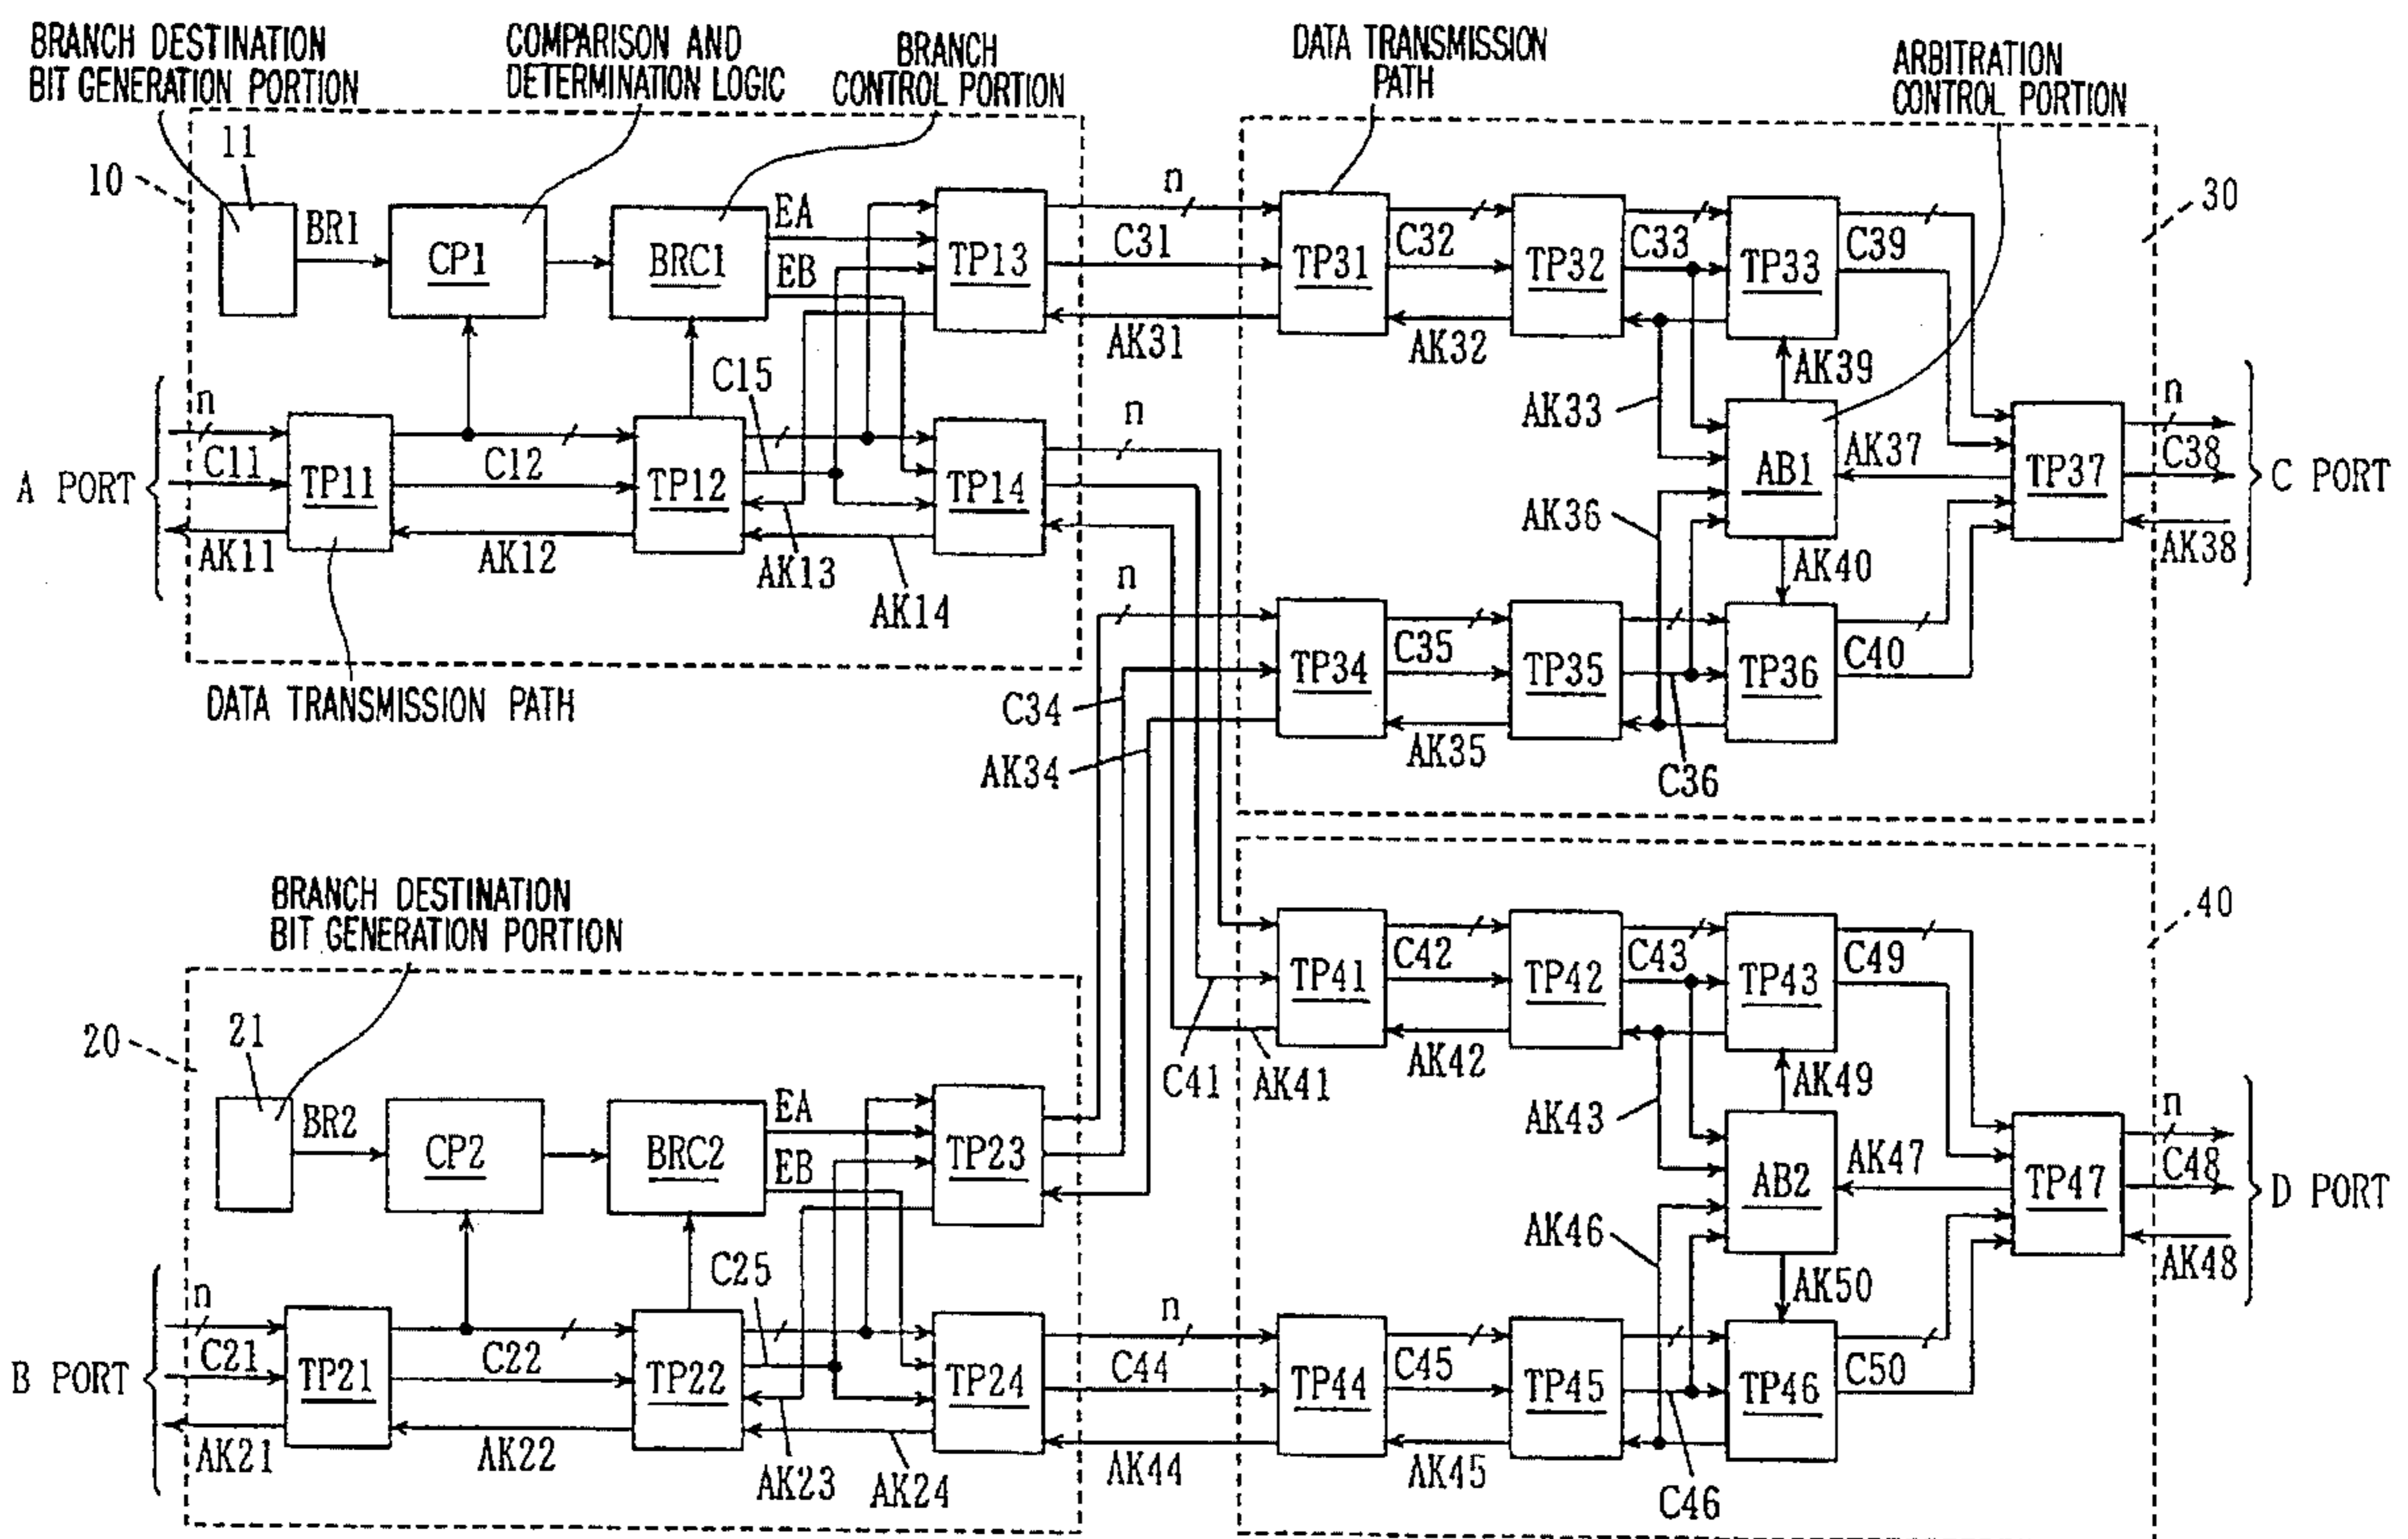 BRANCH DESTINATION
BIT GENERATION PORTION
COMPARISON AND
DETERMINATION LOGIC
BRANCH
CONTROL PORTION
DATA TRANSMISSION
PATH
ARBITRATION
CONTROL PORTION
10
11
BR1
CP1
BRC1
EA
EB
TP13
n
C31
AK31
TP31
C32
AK32
TP32
C33
TP33
C39
30
AK39
AK33
A PORT
n
C11
AK11
TP11
C12
AK12
TP12
C15
AK13
AK14
TP14
n
AB1
AK37
AK36
AK40
TP37
n
C38
AK38
C PORT
DATA TRANSMISSION PATH
n
C34
AK34
TP34
C35
AK35
TP35
C36
TP36
C40
BRANCH DESTINATION
BIT GENERATION PORTION
20
21
BR2
CP2
BRC2
EA
EB
TP23
C41
AK41
TP41
C42
AK42
TP42
C43
TP43
C49
40
AK49
AK43
AB2
AK47
AK46
AK50
TP47
n
C48
AK48
D PORT
B PORT
n
C21
AK21
TP21
C22
AK22
TP22
C25
AK23
AK24
TP24
n
C44
AK44
TP44
C45
AK45
TP45
C46
TP46
C50